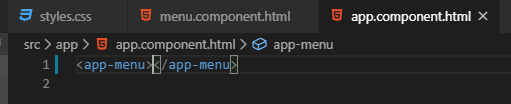 styles.css menu.component.html app.component.html ×
src > app > app.component.html > app-menu
1 <app-menu></app-menu>
2